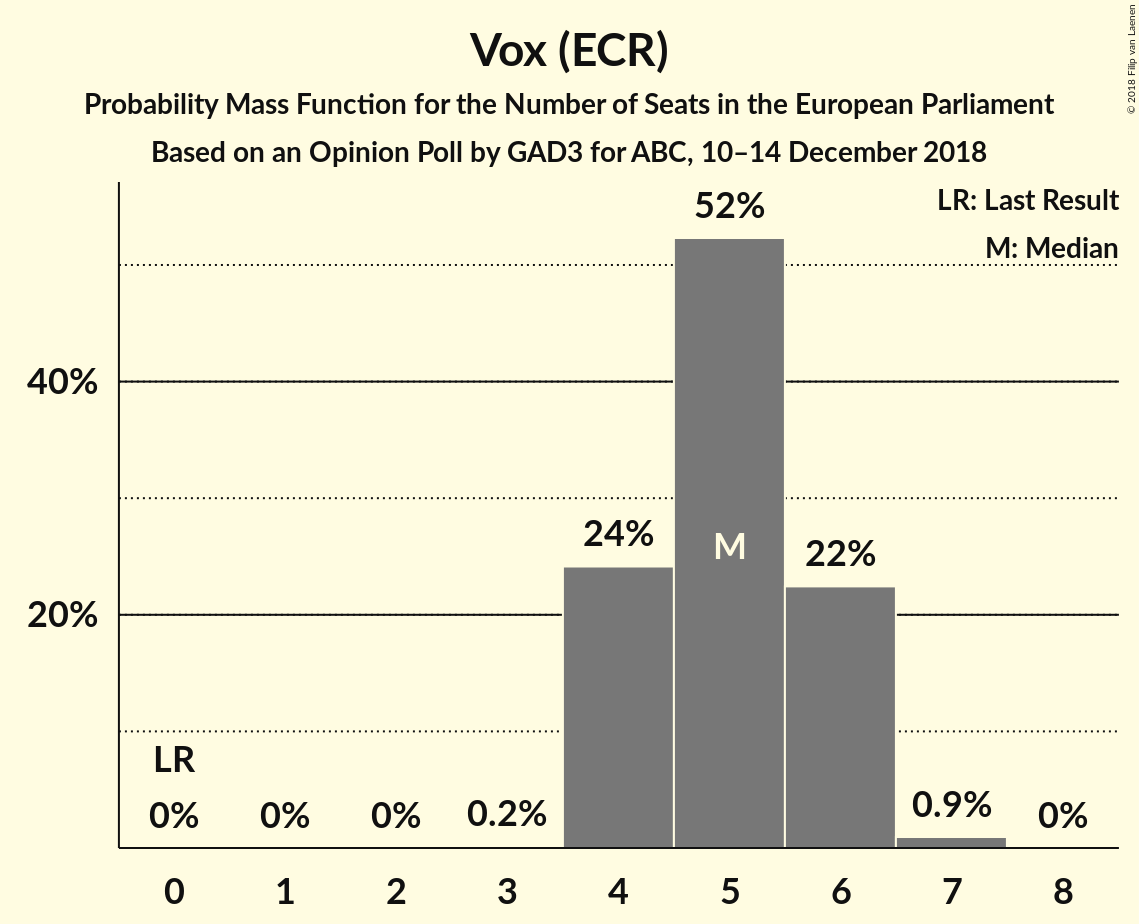 Vox (ECR)
Probability Mass Function for the Number of Seats in the European Parliament
Based on an Opinion Poll by GAD3 for ABC, 10–14 December 2018
© 2018 Filip van Laenen
LR: Last Result
M: Median
52%
40%
24%
M
22%
20%
LR
0%
0%
0%
0.2%
0.9%
0%
0 1 2 3 4 5 6 7 8